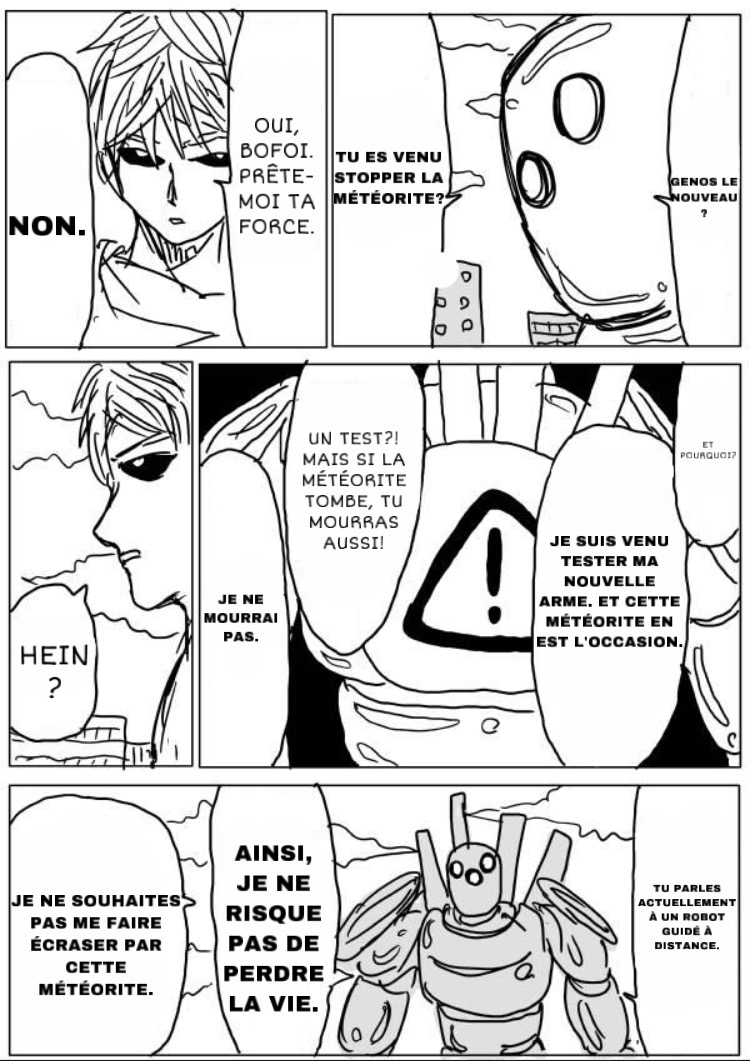 GENOS LE
NOUVEAU
?
TU ES VENU
STOPPER LA
MÉTÉORITE?
OUI,
BOFOI.
PRÊTE-
MOI TA
FORCE.
NON.
ET
POURQUOI?
JE SUIS VENU
TESTER MA
NOUVELLE
ARME. ET CETTE
MÉTÉORITE EN
EST L'OCCASION.
!
UN TEST?!
MAIS SI LA
MÉTÉORITE
TOMBE, TU
MOURRAS
AUSSI!
JE NE
MOURRAI
PAS.
HEIN
?
TU PARLES
ACTUELLEMENT
À UN ROBOT
GUIDÉ À
DISTANCE.
AINSI,
JE NE
RISQUE
PAS DE
PERDRE
LA VIE.
JE NE SOUHAITES
PAS ME FAIRE
ÉCRASER PAR
CETTE
MÉTÉORITE.